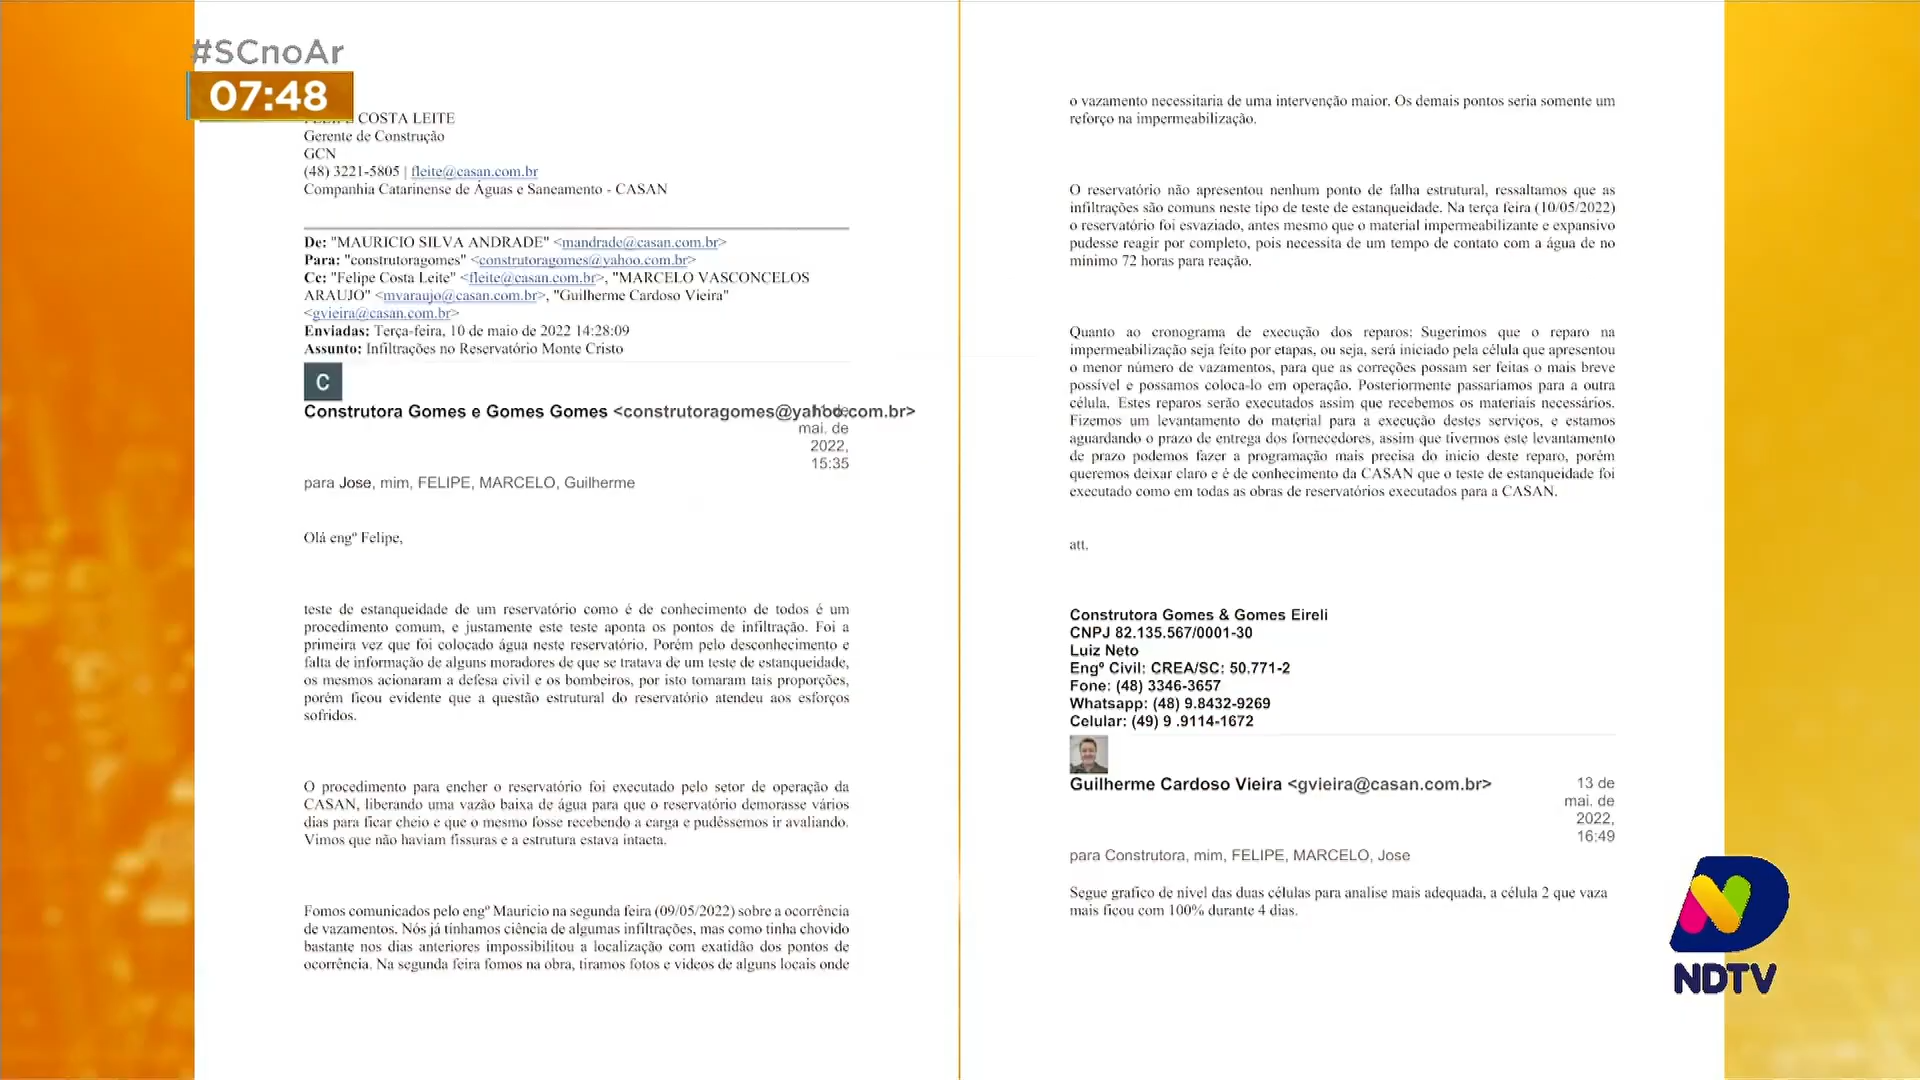 #SCnoAr
07:48
COSTA LEITE
Gerente de Construção
GCN
(48) 3221-5805 | fleite@casan.com.br
Companhia Catarinense de Águas e Saneamento - CASAN
De: "MAURICIO SILVA ANDRADE" <mandrade@casan.com.br>
Para: "construtoragomes" <construtoragomes@yahoo.com.br>
Cc: "Felipe Costa Leite" <fleite@casan.com.br>, "MARCELO VASCONCELOS
ARAUJO" <mvaraujo@casan.com.br>, "Guilherme Cardoso Vieira"
<gvieira@casan.com.br>
Enviadas: Terça-feira, 10 de maio de 2022 14:28:09
Assunto: Infiltrações no Reservatório Monte Cristo
C
Construtora Gomes e Gomes Gomes <construtoragomes@yahoo.com.br>
mai. de
2022,
15:35
para Jose, mim, FELIPE, MARCELO, Guilherme
Olá engº Felipe,
teste de estanqueidade de um reservatório como é de conhecimento de todos é um
procedimento comum, e justamente este teste aponta os pontos de infiltração. Foi a
primeira vez que foi colocado água neste reservatório. Porém pelo desconhecimento e
falta de informação de alguns moradores de que se tratava de um teste de estanqueidade,
os mesmos acionaram a defesa civil e os bombeiros, por isto tomaram tais proporções,
porém ficou evidente que a questão estrutural do reservatório atendeu aos esforços
sofridos.
O procedimento para encher o reservatório foi executado pelo setor de operação da
CASAN, liberando uma vazão baixa de água para que o reservatório demorasse vários
dias para ficar cheio e que o mesmo fosse recebendo a carga e pudéssemos ir avaliando.
Vimos que não haviam fissuras e a estrutura estava intacta.
Fomos comunicados pelo engº Mauricio na segunda feira (09/05/2022) sobre a ocorrência
de vazamentos. Nós já tinhamos ciência de algumas infiltrações, mas como tinha chovido
bastante nos dias anteriores impossibilitou a localização com exatidão dos pontos de
ocorrência. Na segunda feira fomos na obra, tiramos fotos e videos de alguns locais onde
o vazamento necessitaria de uma intervenção maior. Os demais pontos seria somente um
reforço na impermeabilização.
O reservatório não apresentou nenhum ponto de falha estrutural, ressaltamos que as
infiltrações são comuns neste tipo de teste de estanqueidade. Na terça feira (10/05/2022)
o reservatório foi esvaziado, antes mesmo que o material impermeabilizante e expansivo
pudesse reagir por completo, pois necessita de um tempo de contato com a água de no
mínimo 72 horas para reação.
Quanto ao cronograma de execução dos reparos: Sugerimos que o reparo na
impermeabilização seja feito por etapas, ou seja, será iniciado pela célula que apresentou
o menor número de vazamentos, para que as correções possam ser feitas o mais breve
possível e possamos coloca-lo em operação. Posteriormente passaríamos para a outra
célula. Estes reparos serão executados assim que recebemos os materiais necessários.
Fizemos um levantamento do material para a execução destes serviços, e estamos
aguardando o prazo de entrega dos fornecedores, assim que tivermos este levantamento
de prazo podemos fazer a programação mais precisa do inicio deste reparo, porém
queremos deixar claro e é de conhecimento da CASAN que o teste de estanqueidade foi
executado como em todas as obras de reservatórios executados para a CASAN.
att.
Construtora Gomes & Gomes Eireli
CNPJ 82.135.567/0001-30
Luiz Neto
Engº Civil: CREA/SC: 50.771-2
Fone: (48) 3346-3657
Whatsapp: (48) 9.8432-9269
Celular: (49) 9 .9114-1672
Guilherme Cardoso Vieira <gvieira@casan.com.br>
13 de
mai. de
2022,
16:49
para Construtora, mim, FELIPE, MARCELO, Jose
Segue grafico de nível das duas células para analise mais adequada, a célula 2 que vaza
mais ficou com 100% durante 4 dias.
NDTV